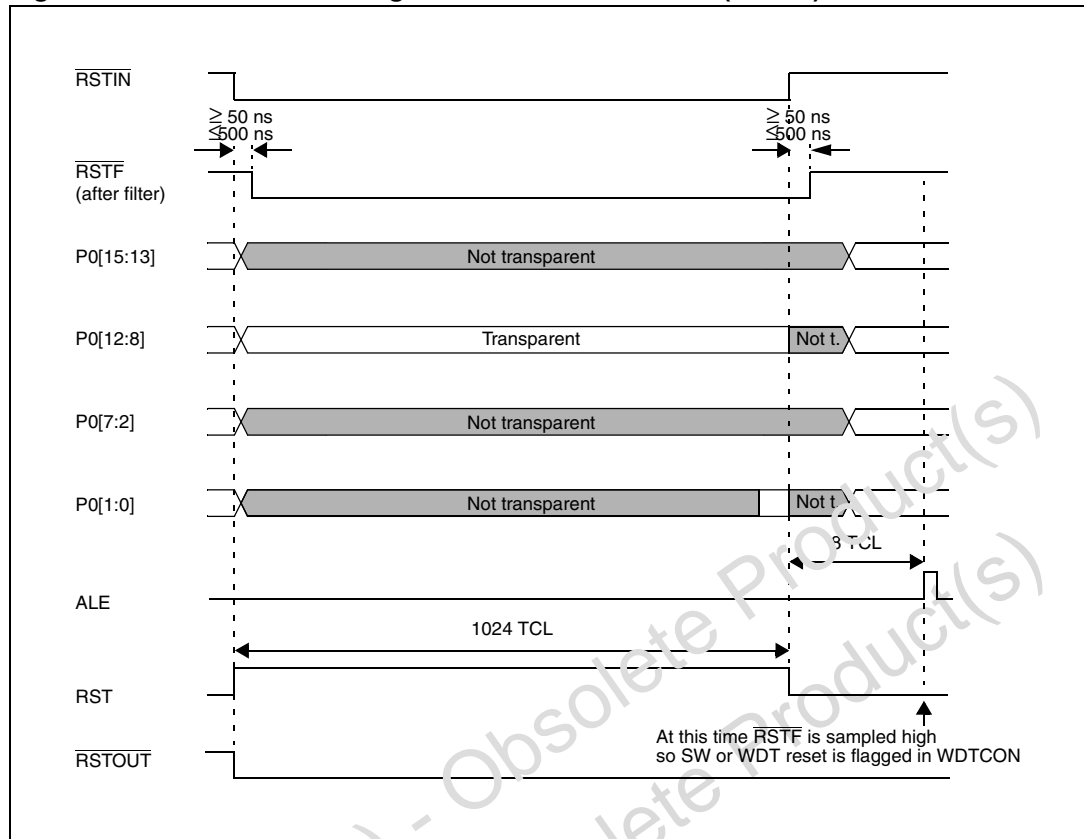 RSTIN
≥ 50 ns
≤500 ns
≥ 50 ns
≤500 ns
RSTF
(after filter)
P0[15:13]
Not transparent
P0[12:8]
Transparent
Not t.
P0[7:2]
Not transparent
P0[1:0]
Not transparent
Not t.
8 TCL
ALE
1024 TCL
RST
At this time RSTF is sampled high
so SW or WDT reset is flagged in WDTCON
RSTOUT
Obsolete Product(s)
) - Obsolete Product(s)